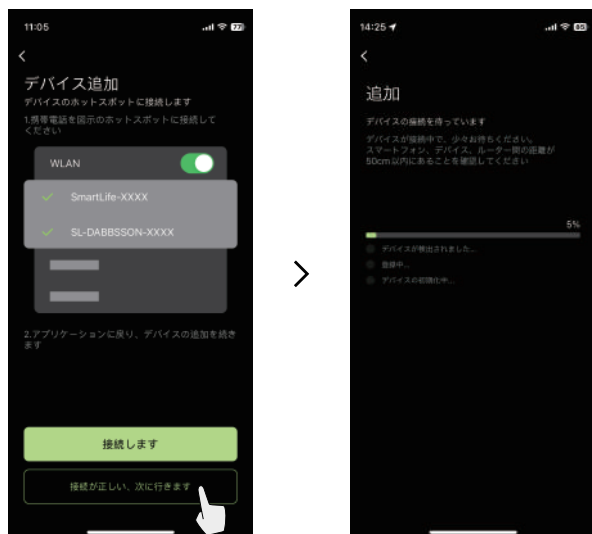 11:05
77
デバイス追加
デバイスのホットスポットに接続します
1.携帯電話を図示のホットスポットに接続して
ください
WLAN
SmartLife-XXXX
SL-DABBSSON-XXXX
2.アプリケーションに戻り、デバイスの追加を続き
ます
接続します
接続が正しい、次に行きます
14:25
追加
デバイスの接続を待っています
デバイスが接続中で、少々お待ちください。
スマートフォン、デバイス、ルーター間の距離が
50cm以内にあることを確認してください
5%
デバイスが検出されました...
登録中...
デバイスの初期化中...